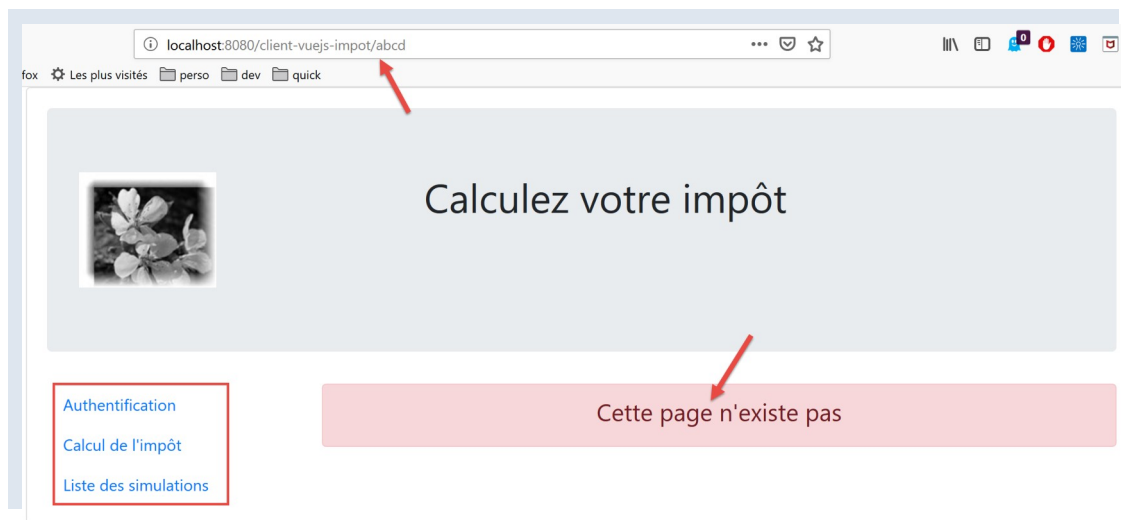 localhost:8080/client-vuejs-impot/abcd
0
fox Les plus visités perso dev quick
Calculez votre impôt
Authentification
Cette page n'existe pas
Calcul de l'impôt
Liste des simulations